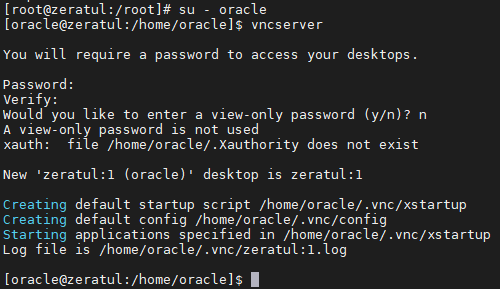 [root@zeratul:/root]# su - oracle
[oracle@zeratul:/home/oracle]$ vncserver
You will require a password to access your desktops.
Password:
Verify:
Would you like to enter a view-only password (y/n)? n
A view-only password is not used
xauth:  file /home/oracle/.Xauthority does not exist
New 'zeratul:1 (oracle)' desktop is zeratul:1
Creating default startup script /home/oracle/.vnc/xstartup
Creating default config /home/oracle/.vnc/config
Starting applications specified in /home/oracle/.vnc/xstartup
Log file is /home/oracle/.vnc/zeratul:1.log
[oracle@zeratul:/home/oracle]$